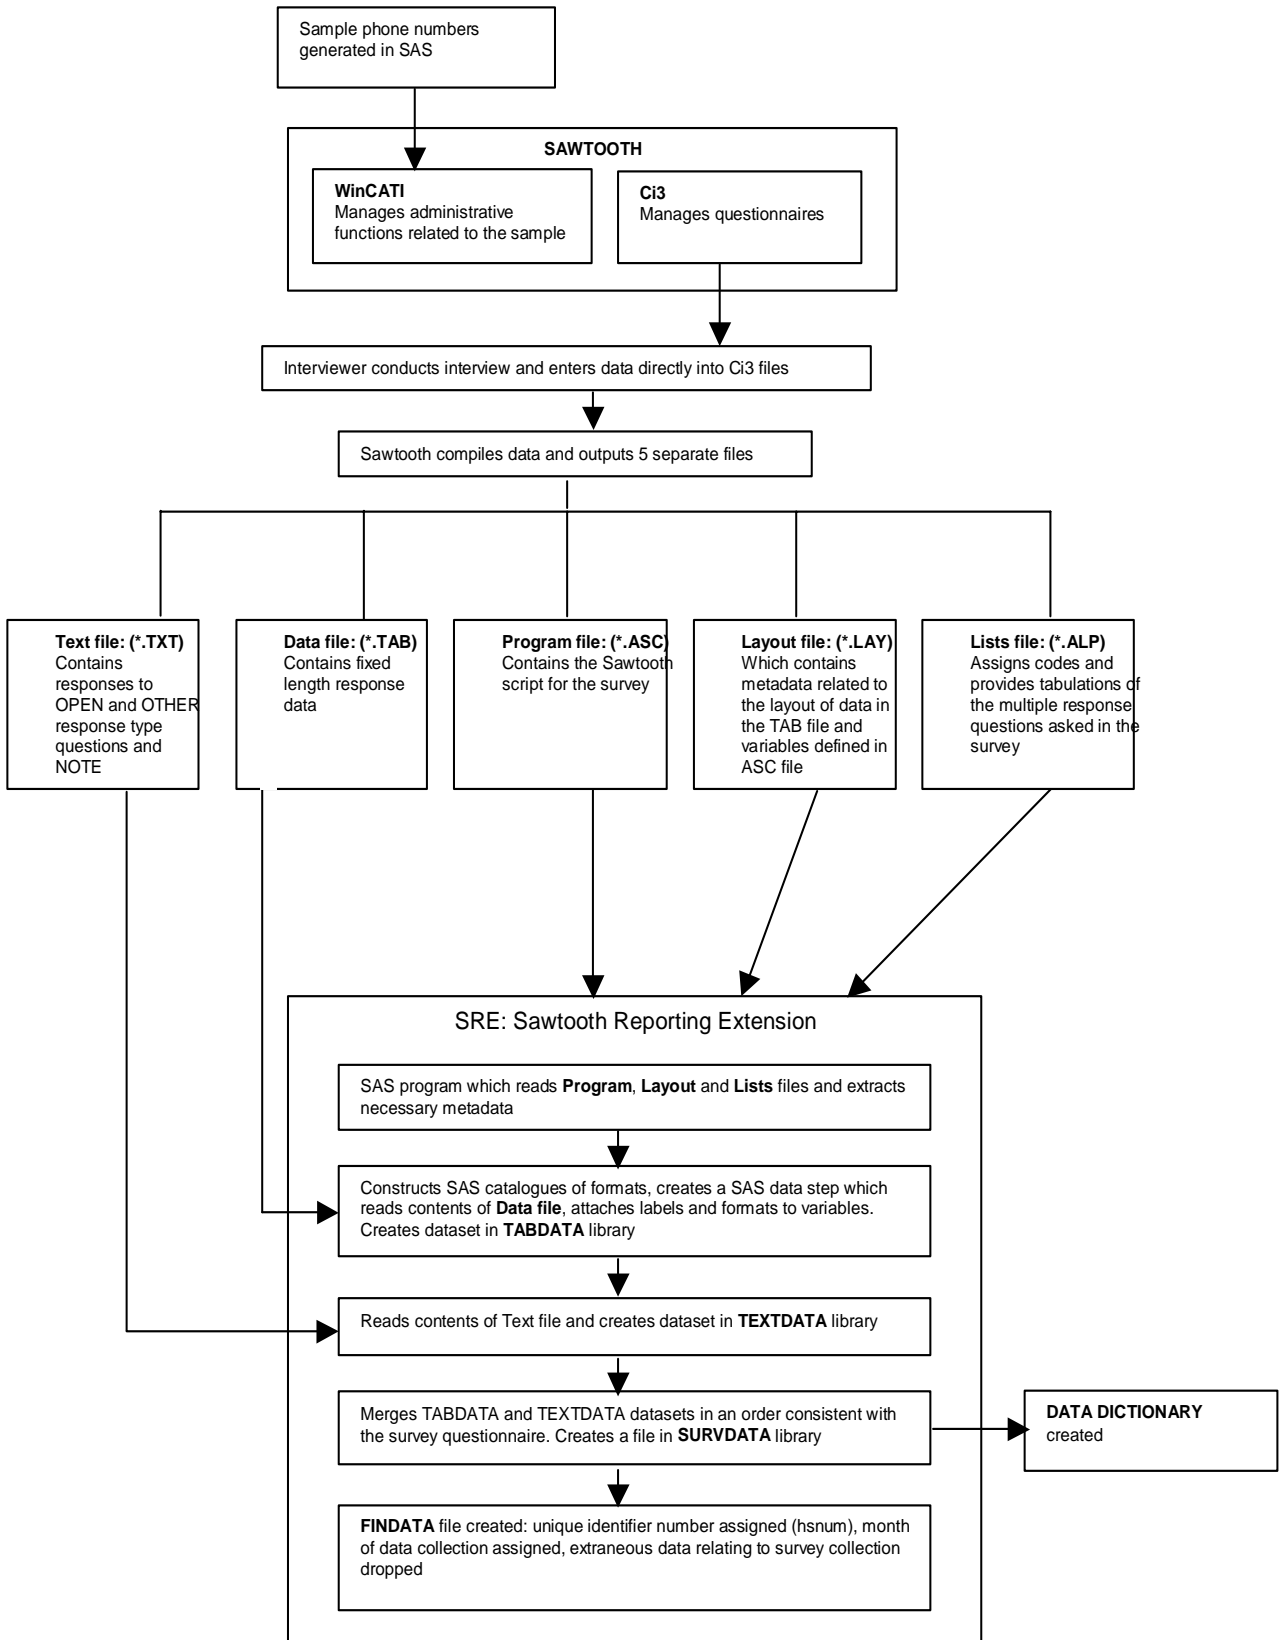 Sample phone numbers
generated in SAS
SAWTOOTH
WinCATI
Manages administrative
functions related to the sample
Ci3
Manages questionnaires
Interviewer conducts interview and enters data directly into Ci3 files
Sawtooth compiles data and outputs 5 separate files
Text file: (*.TXT)
Contains
responses to
OPEN and OTHER
response type
questions and
NOTE
Data file: (*.TAB)
Contains fixed
length response
data
Program file: (*.ASC)
Contains the Sawtooth
script for the survey
Layout file: (*.LAY)
Which contains
metadata related to
the layout of data in
the TAB file and
variables defined in
ASC file
Lists file: (*.ALP)
Assigns codes and
provides tabulations of
the multiple response
questions asked in the
survey
SRE: Sawtooth Reporting Extension
SAS program which reads Program, Layout and Lists files and extracts
necessary metadata
Constructs SAS catalogues of formats, creates a SAS data step which
reads contents of Data file, attaches labels and formats to variables.
Creates dataset in TABDATA library
Reads contents of Text file and creates dataset in TEXTDATA library
Merges TABDATA and TEXTDATA datasets in an order consistent with
the survey questionnaire. Creates a file in SURVDATA library
DATA DICTIONARY
created
FINDATA file created: unique identifier number assigned (hsnum), month
of data collection assigned, extraneous data relating to survey collection
dropped